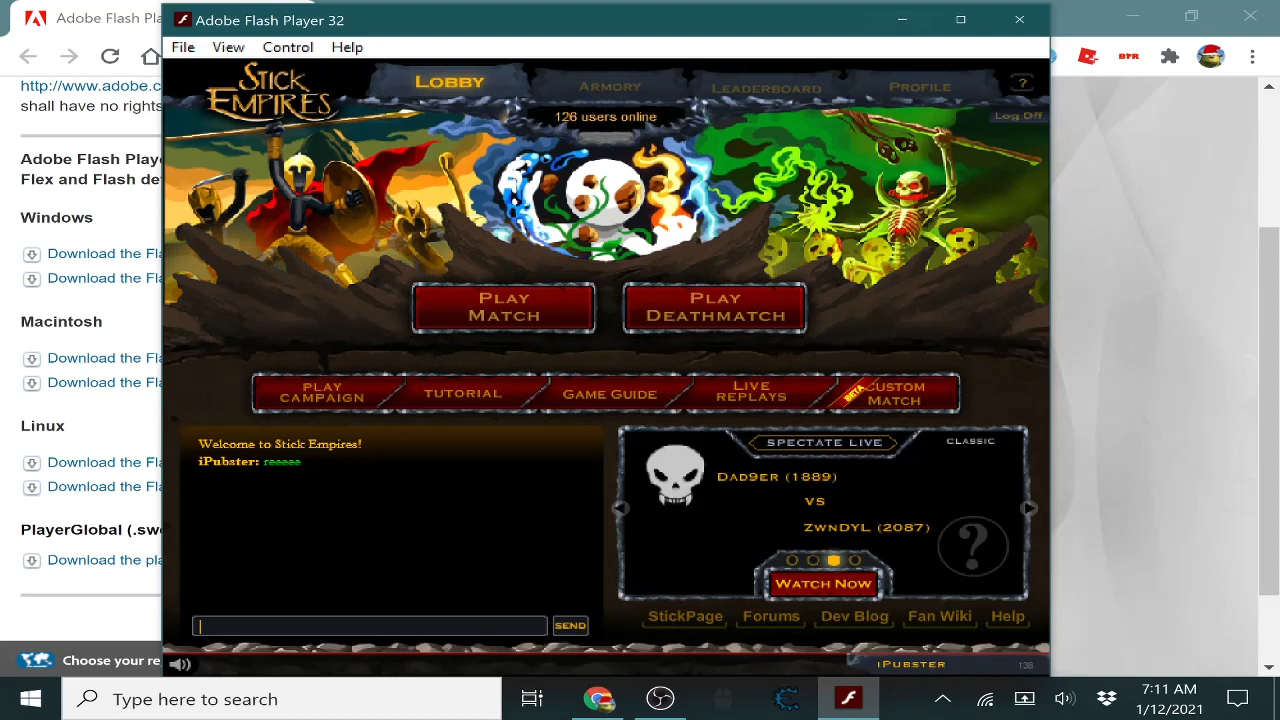 Adobe Flash Pla
Adobe Flash Player 32
File View Control Help
http://www.adobe.c
shall have no rights
Adobe Flash Playe
Flex and Flash de
Windows
Download the Fla
Download the Fla
Macintosh
Download the Fla
Download the Fla
Linux
Download the Fla
Download the Fla
PlayerGlobal (.sw
Download the pla
Choose your re
BTR
STICK EMPIRES
LOBBY
ARMORY
LEADERBOARD
PROFILE
?
126 users online
Log Off
PLAY MATCH
PLAY DEATHMATCH
PLAY CAMPAIGN
TUTORIAL
GAME GUIDE
LIVE REPLAYS
BETA
CUSTOM MATCH
Welcome to Stick Empires!
iPubster: reeeee
SEND
SPECTATE LIVE
CLASSIC
DAD9ER (1889)
VS
ZWNDYL (2087)
?
WATCH NOW
StickPage Forums Dev Blog Fan Wiki Help
iPUBSTER 138
Type here to search
7:11 AM
1/12/2021